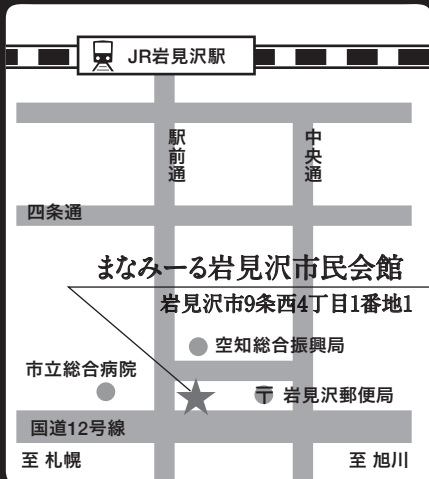 JR岩見沢駅
駅前通
中央通
四条通
まなみーる岩見沢市民会館
岩見沢市9条西4丁目1番地1
空知総合振興局
市立総合病院
〒 岩見沢郵便局
国道12号線
至 札幌
至 旭川